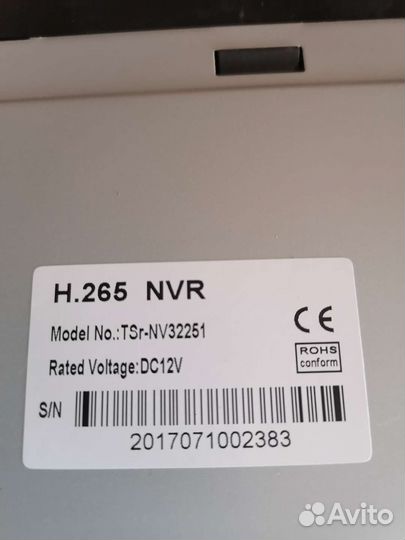 H.265 NVR
Model No.:TSr-NV32251
Rated Voltage:DC12V
CE
ROHS
conform
S/N
2017071002383
Avito